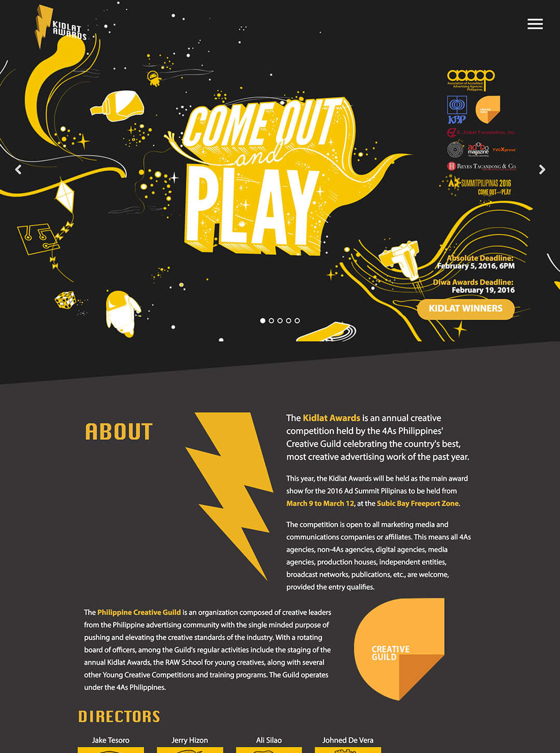 KIDLAT
AWARDS
COME OUT
and
PLAY
aaaap
KBP
CREATIVE
GUILD
adobo
magazine
REYES TACANDONG & CO.
AD SUMMIT PILIPINAS 2016
COME OUT AND PLAY
Absolute Deadline:
February 5, 2016, 6PM
Diwa Awards Deadline:
February 19, 2016
KIDLAT WINNERS
ABOUT
The Kidlat Awards is an annual creative
competition held by the 4As Philippines'
Creative Guild celebrating the country's best,
most creative advertising work of the past year.
This year, the Kidlat Awards will be held as the main award
show for the 2016 Ad Summit Pilipinas to be held from
March 9 to March 12, at the Subic Bay Freeport Zone.
The competition is open to all marketing media and
communications companies or affiliates. This means all 4As
agencies, non-4As agencies, digital agencies, media
agencies, production houses, independent entities,
broadcast networks, publications, etc., are welcome,
provided the entry qualifies.
The Philippine Creative Guild is an organization composed of creative leaders
from the Philippine advertising community with the single minded purpose of
pushing and elevating the creative standards of the industry. With a rotating
board of officers, among the Guild's regular activities include the staging of the
annual Kidlat Awards, the RAW School for young creatives, along with several
other Young Creative Competitions and training programs. The Guild operates
under the 4As Philippines.
CREATIVE
GUILD
DIRECTORS
Jake Tesoro
Jerry Hizon
Ali Silao
Johned De Vera